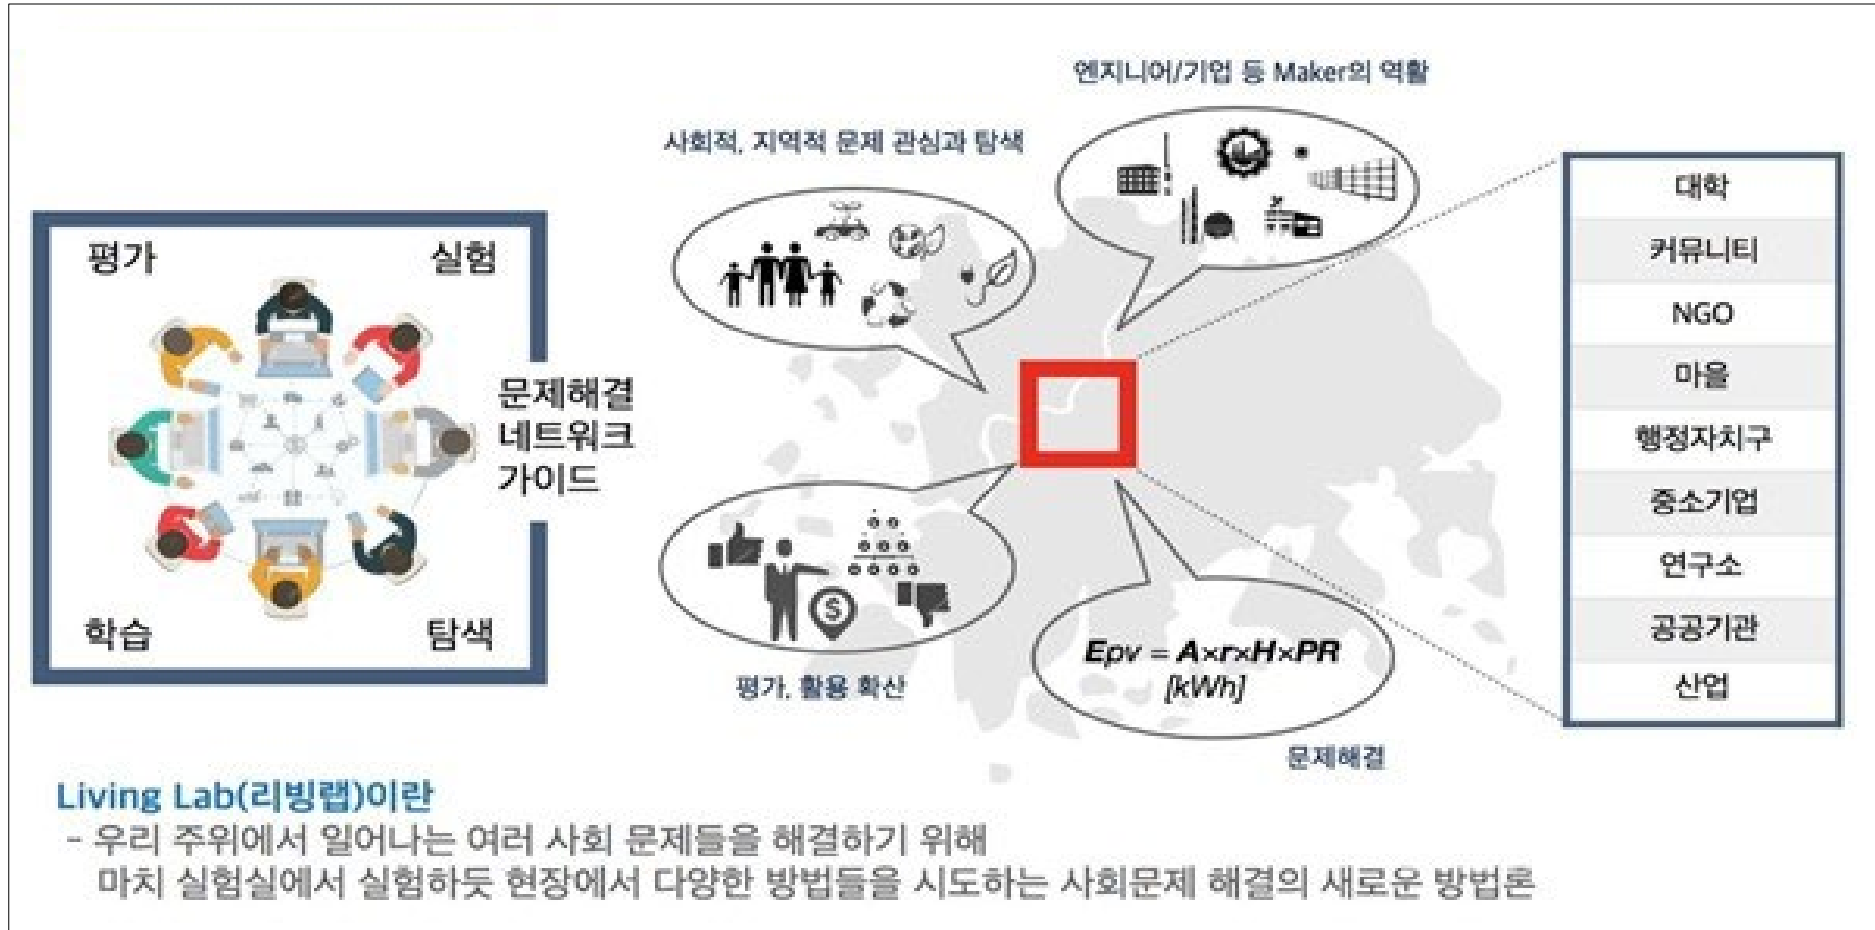 엔지니어/기업 등 Maker의 역활
사회적, 지역적 문제 관심과 탐색
평가
실험
문제해결
네트워크
가이드
학습
탐색
평가, 활용 확산
Epv = A×r×H×PR
[kWh]
문제해결
대학
커뮤니티
NGO
마을
행정자치구
중소기업
연구소
공공기관
산업
Living Lab(리빙랩)이란
- 우리 주위에서 일어나는 여러 사회 문제들을 해결하기 위해
마치 실험실에서 실험하듯 현장에서 다양한 방법들을 시도하는 사회문제 해결의 새로운 방법론